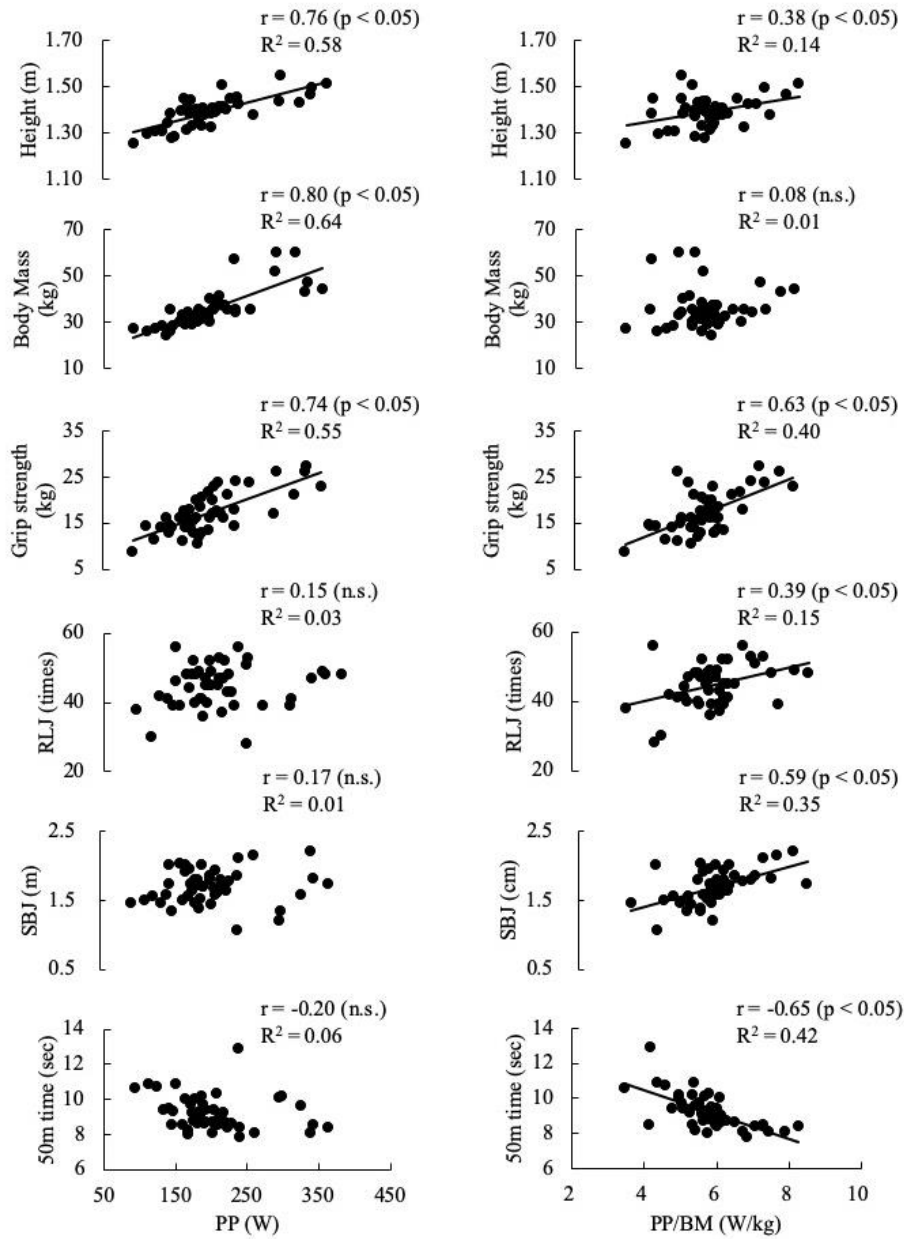 r = 0.76 (p < 0.05)
R² = 0.58
1.70
1.50
1.30
1.10
Height (m)
r = 0.38 (p < 0.05)
R² = 0.14
1.70
1.50
1.30
1.10
Height (m)
r = 0.80 (p < 0.05)
R² = 0.64
70
50
30
10
Body Mass
(kg)
r = 0.08 (n.s.)
R² = 0.01
70
50
30
10
Body Mass
(kg)
r = 0.74 (p < 0.05)
R² = 0.55
35
25
15
5
Grip strength
(kg)
r = 0.63 (p < 0.05)
R² = 0.40
35
25
15
5
Grip strength
(kg)
r = 0.15 (n.s.)
R² = 0.03
60
40
20
RLJ (times)
r = 0.39 (p < 0.05)
R² = 0.15
60
40
20
RLJ (times)
r = 0.17 (n.s.)
R² = 0.01
2.5
1.5
0.5
SBJ (m)
r = 0.59 (p < 0.05)
R² = 0.35
2.5
1.5
0.5
SBJ (cm)
r = -0.20 (n.s.)
R² = 0.06
14
12
10
8
6
50m time (sec)
50 150 250 350 450
PP (W)
r = -0.65 (p < 0.05)
R² = 0.42
14
12
10
8
6
50m time (sec)
2 4 6 8 10
PP/BM (W/kg)